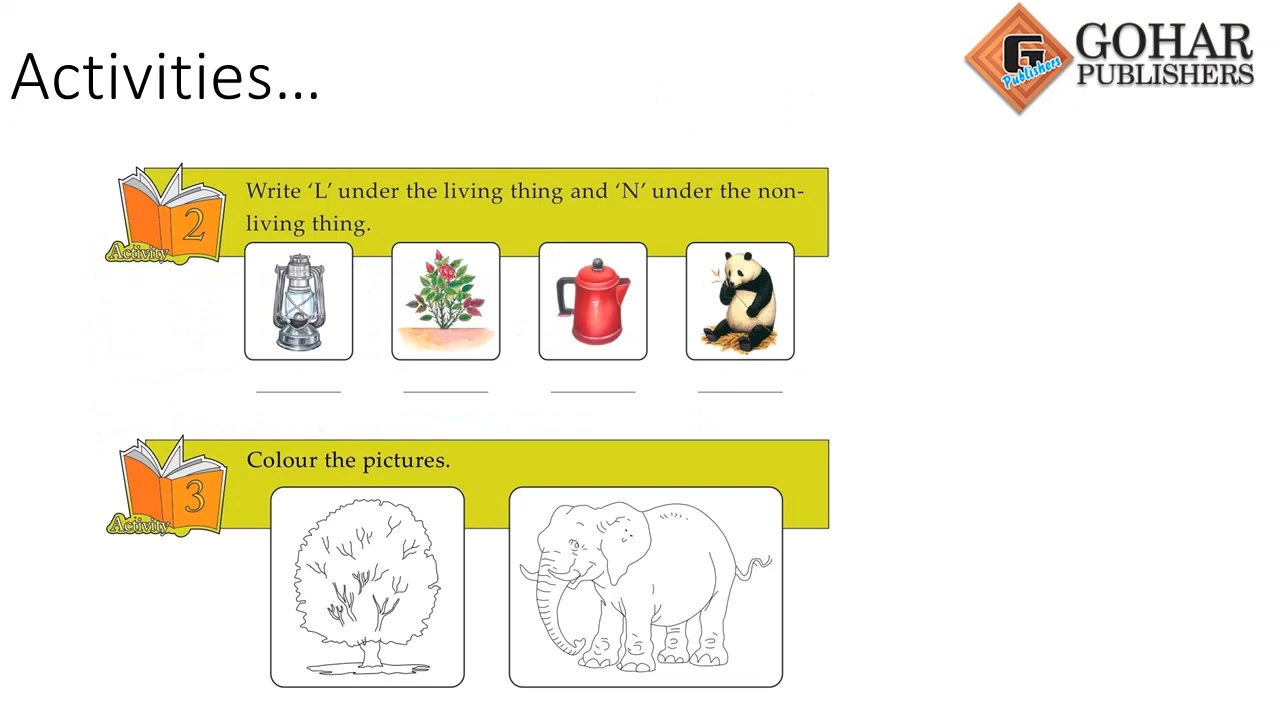 Activities…
G
Publishers
GOHAR
PUBLISHERS
2
Activity
Write ‘L’ under the living thing and ‘N’ under the non-
living thing.
3
Activity
Colour the pictures.